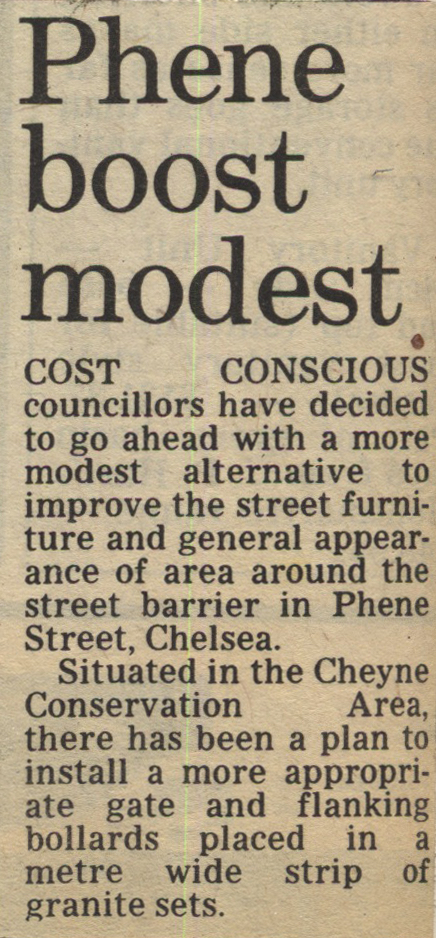 Phene
boost
modest
COST CONSCIOUS
councillors have decided
to go ahead with a more
modest alternative to
improve the street furni-
ture and general appear-
ance of area around the
street barrier in Phene
Street, Chelsea.
Situated in the Cheyne
Conservation Area,
there has been a plan to
install a more appropri-
ate gate and flanking
bollards placed in a
metre wide strip of
granite sets.